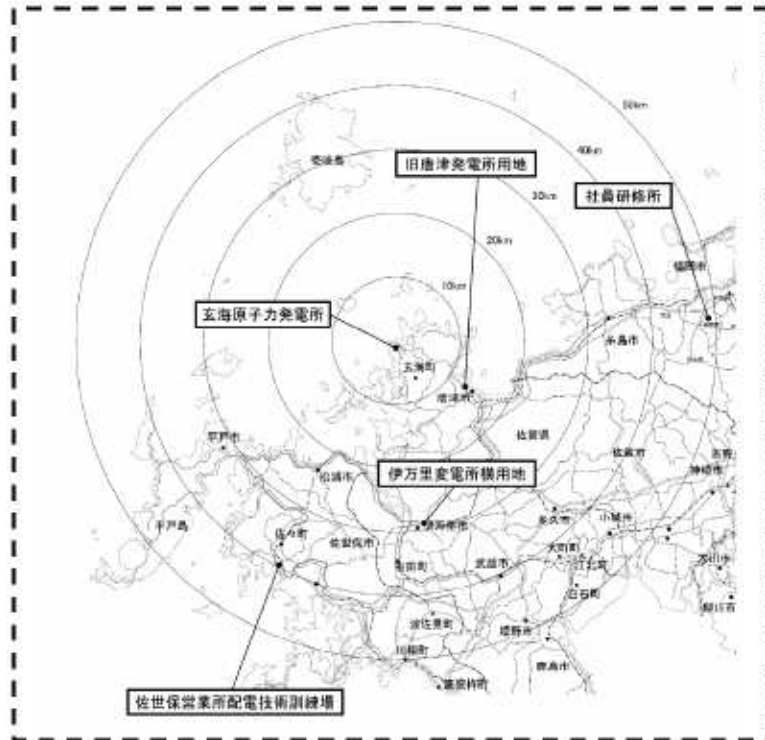 50km
40km
旧唐津発電所用地
壱岐島
30km
社員研修所
20km
福岡市
10km
玄海原子力発電所
糸島市
玄海町
唐津市
佐賀県
平戸市
佐賀市
伊万里変電所横用地
松浦市
神埼市
多久市
小城市
平戸島
佐々町
佐世保市
有田町
武雄市
大町町
江北町
大川市
白石町
柳川市
波佐見町
嬉野市
川棚町
鹿島市
東彼杵町
佐世保営業所配電技術訓練場